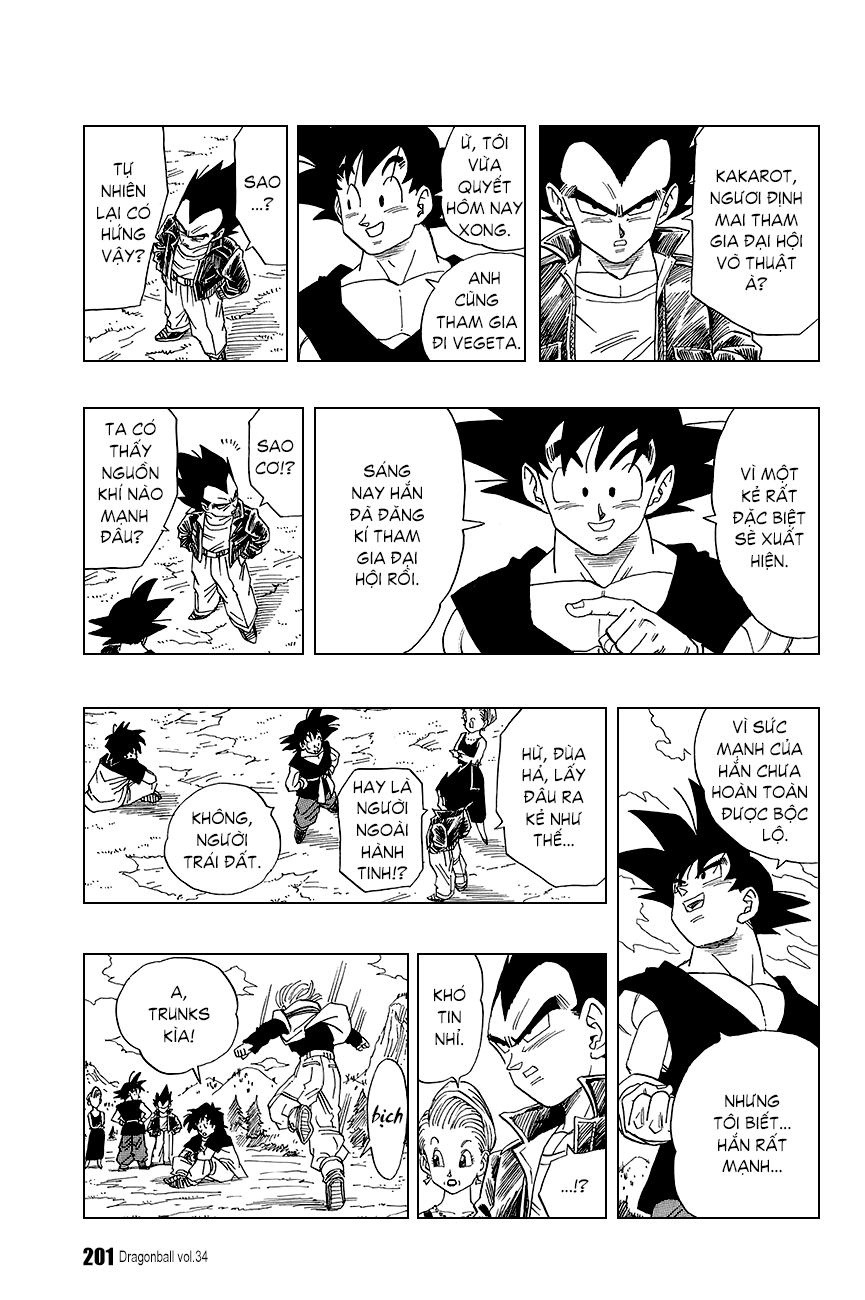 KAKAROT,
NGƯƠI ĐỊNH
MAI THAM
GIA ĐẠI HỘI
VÕ THUẬT
À?
Ừ, TÔI
VỪA
QUYẾT
HÔM NAY
XONG.
ANH
CŨNG
THAM GIA
ĐI VEGETA.
SAO
...?
TỰ
NHIÊN
LẠI CÓ
HỨNG
VẬY?
VÌ MỘT
KẺ RẤT
ĐẶC BIỆT
SẼ XUẤT
HIỆN.
SÁNG
NAY HẮN
ĐÃ ĐĂNG
KÍ THAM
GIA ĐẠI
HỘI RỒI.
SAO
CƠ!?
TA CÓ
THẤY
NGUỒN
KHÍ NÀO
MẠNH
ĐÂU?
VÌ SỨC
MẠNH CỦA
HẮN CHƯA
HOÀN TOÀN
ĐƯỢC BỘC
LỘ.
NHƯNG
TÔI BIẾT...
HẮN RẤT
MẠNH...
HỪ, ĐÙA
HẢ, LẤY
ĐÂU RA
KẺ NHƯ
THẾ...
HAY LÀ
NGƯỜI
NGOÀI
HÀNH
TINH!?
KHÔNG,
NGƯỜI
TRÁI ĐẤT.
KHÓ
TIN
NHỈ.
...!?
A,
TRUNKS
KÌA!
bịch
201 Dragonball vol.34